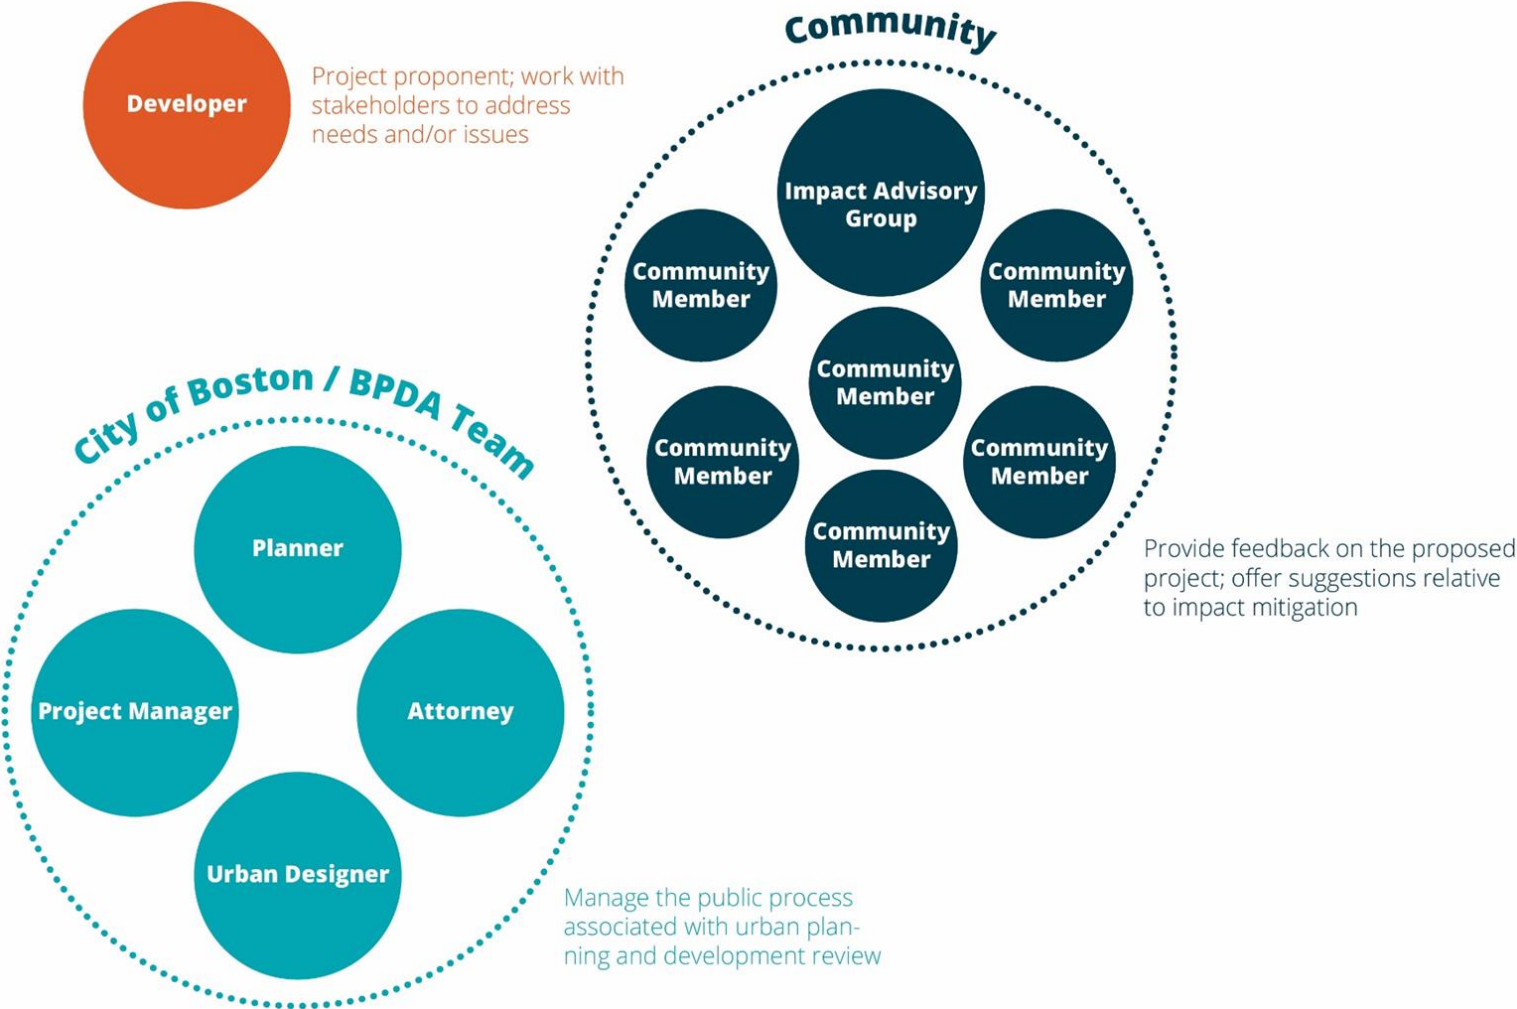 Developer
Project proponent; work with
stakeholders to address
needs and/or issues
Community
Impact Advisory
Group
Community
Member
Community
Member
Community
Member
Community
Member
Community
Member
Community
Member
Provide feedback on the proposed
project; offer suggestions relative
to impact mitigation
City of Boston / BPDA Team
Planner
Project Manager
Attorney
Urban Designer
Manage the public process
associated with urban plan-
ning and development review